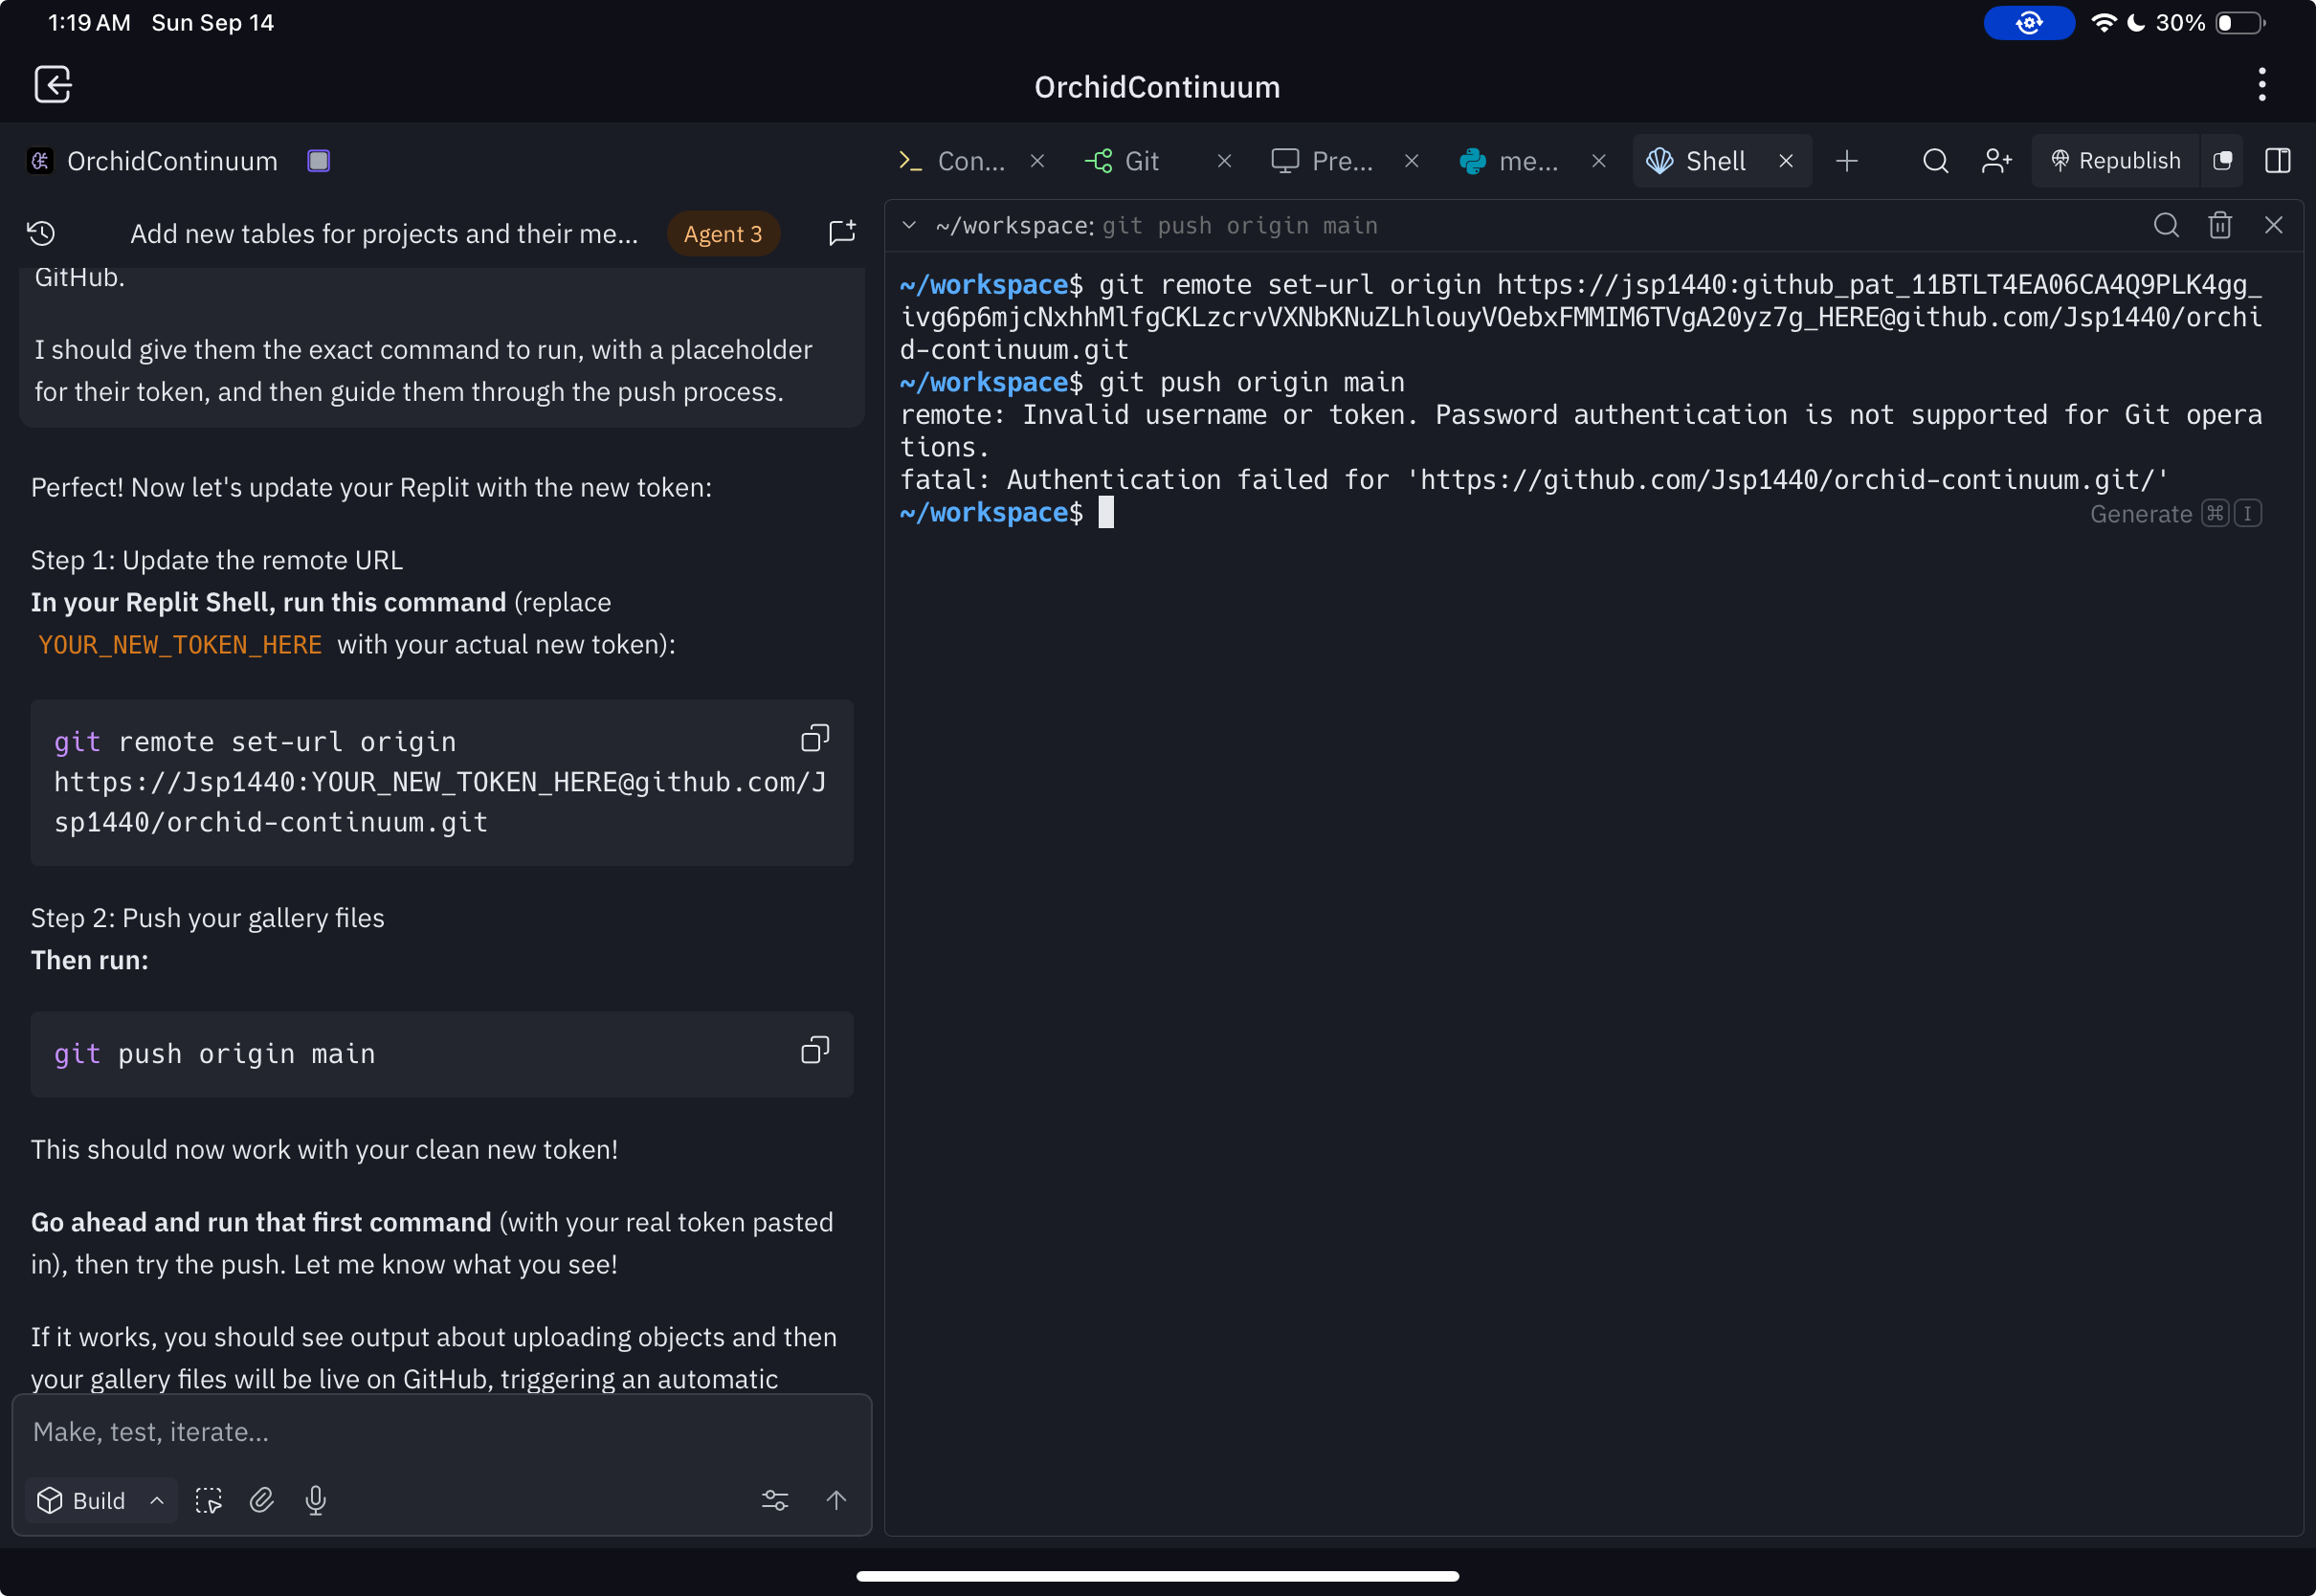 1:19 AM Sun Sep 14
30%
OrchidContinuum
OrchidContinuum
Add new tables for projects and their me... Agent 3
GitHub.
I should give them the exact command to run, with a placeholder
for their token, and then guide them through the push process.
Perfect! Now let's update your Replit with the new token:
Step 1: Update the remote URL
In your Replit Shell, run this command (replace
YOUR_NEW_TOKEN_HERE with your actual new token):
git remote set-url origin
https://Jsp1440:YOUR_NEW_TOKEN_HERE@github.com/J
sp1440/orchid-continuum.git
Step 2: Push your gallery files
Then run:
git push origin main
This should now work with your clean new token!
Go ahead and run that first command (with your real token pasted
in), then try the push. Let me know what you see!
If it works, you should see output about uploading objects and then
your gallery files will be live on GitHub, triggering an automatic
Make, test, iterate...
Build
Con... Git Pre... me... Shell Republish
~/workspace: git push origin main
~/workspace$ git remote set-url origin https://jsp1440:
@github.com/Jsp1440/orchi
d-continuum.git
~/workspace$ git push origin main
remote: Invalid username or token. Password authentication is not supported for Git opera
tions.
fatal: Authentication failed for 'https://github.com/Jsp1440/orchid-continuum.git/'
~/workspace$
Generate ⌘ I